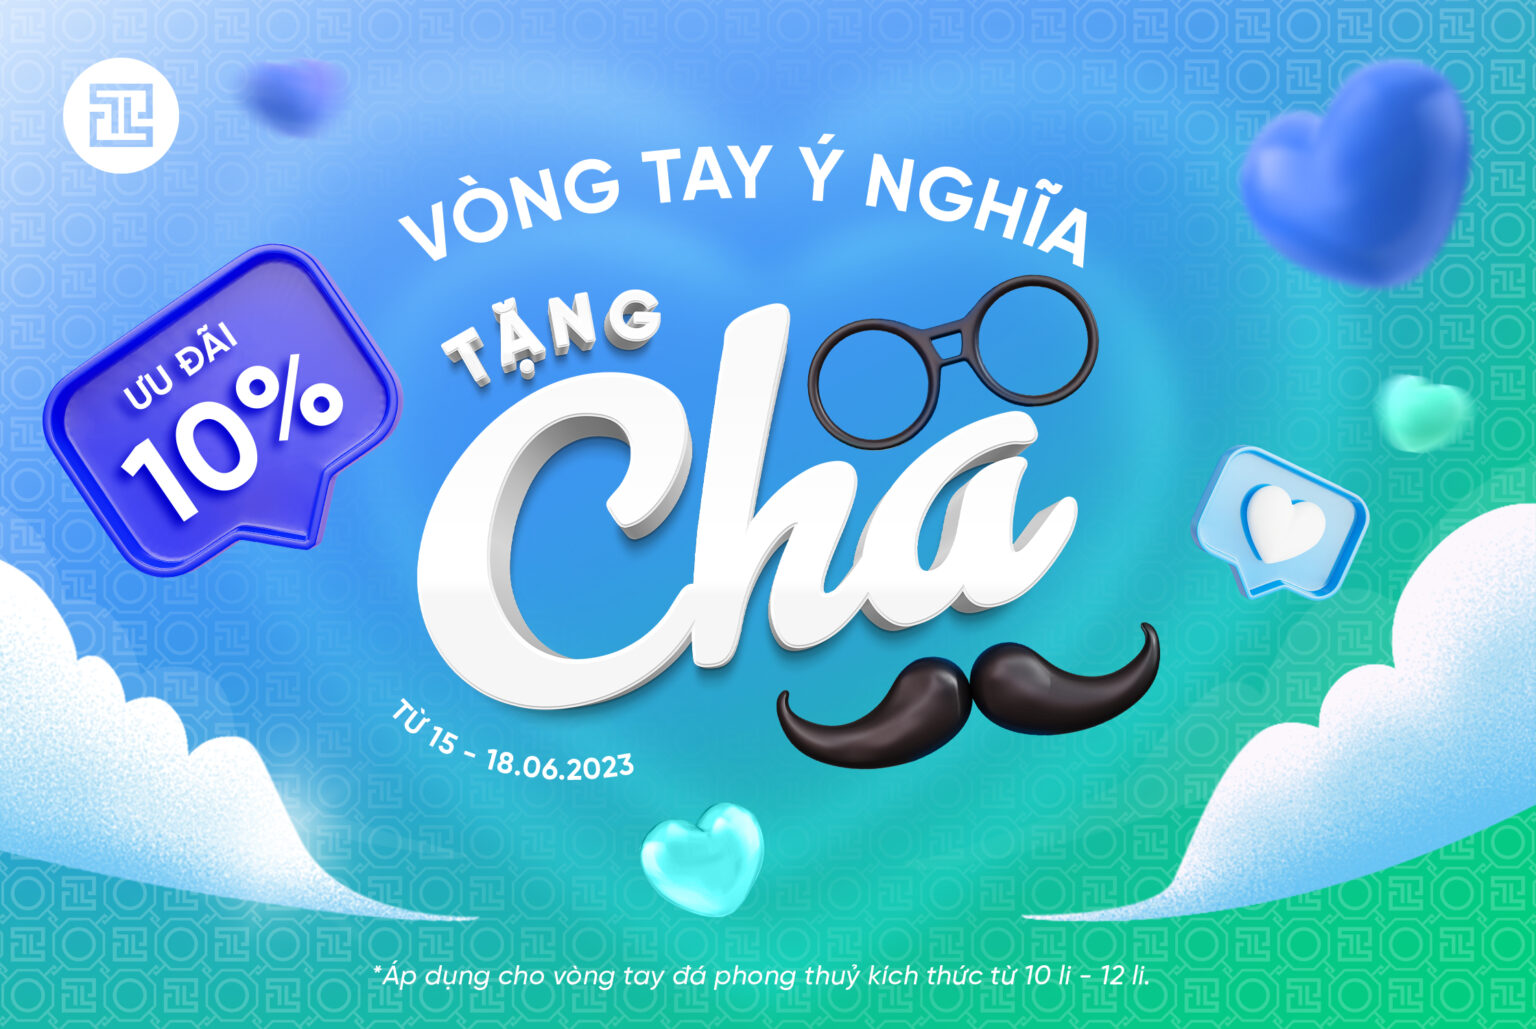 VÒNG TAY Ý NGHĨA
TẶNG
Cha
ƯU ĐÃI
10%
TỪ 15 - 18.06.2023
*Áp dụng cho vòng tay đá phong thuỷ kích thức từ 10 li - 12 li.